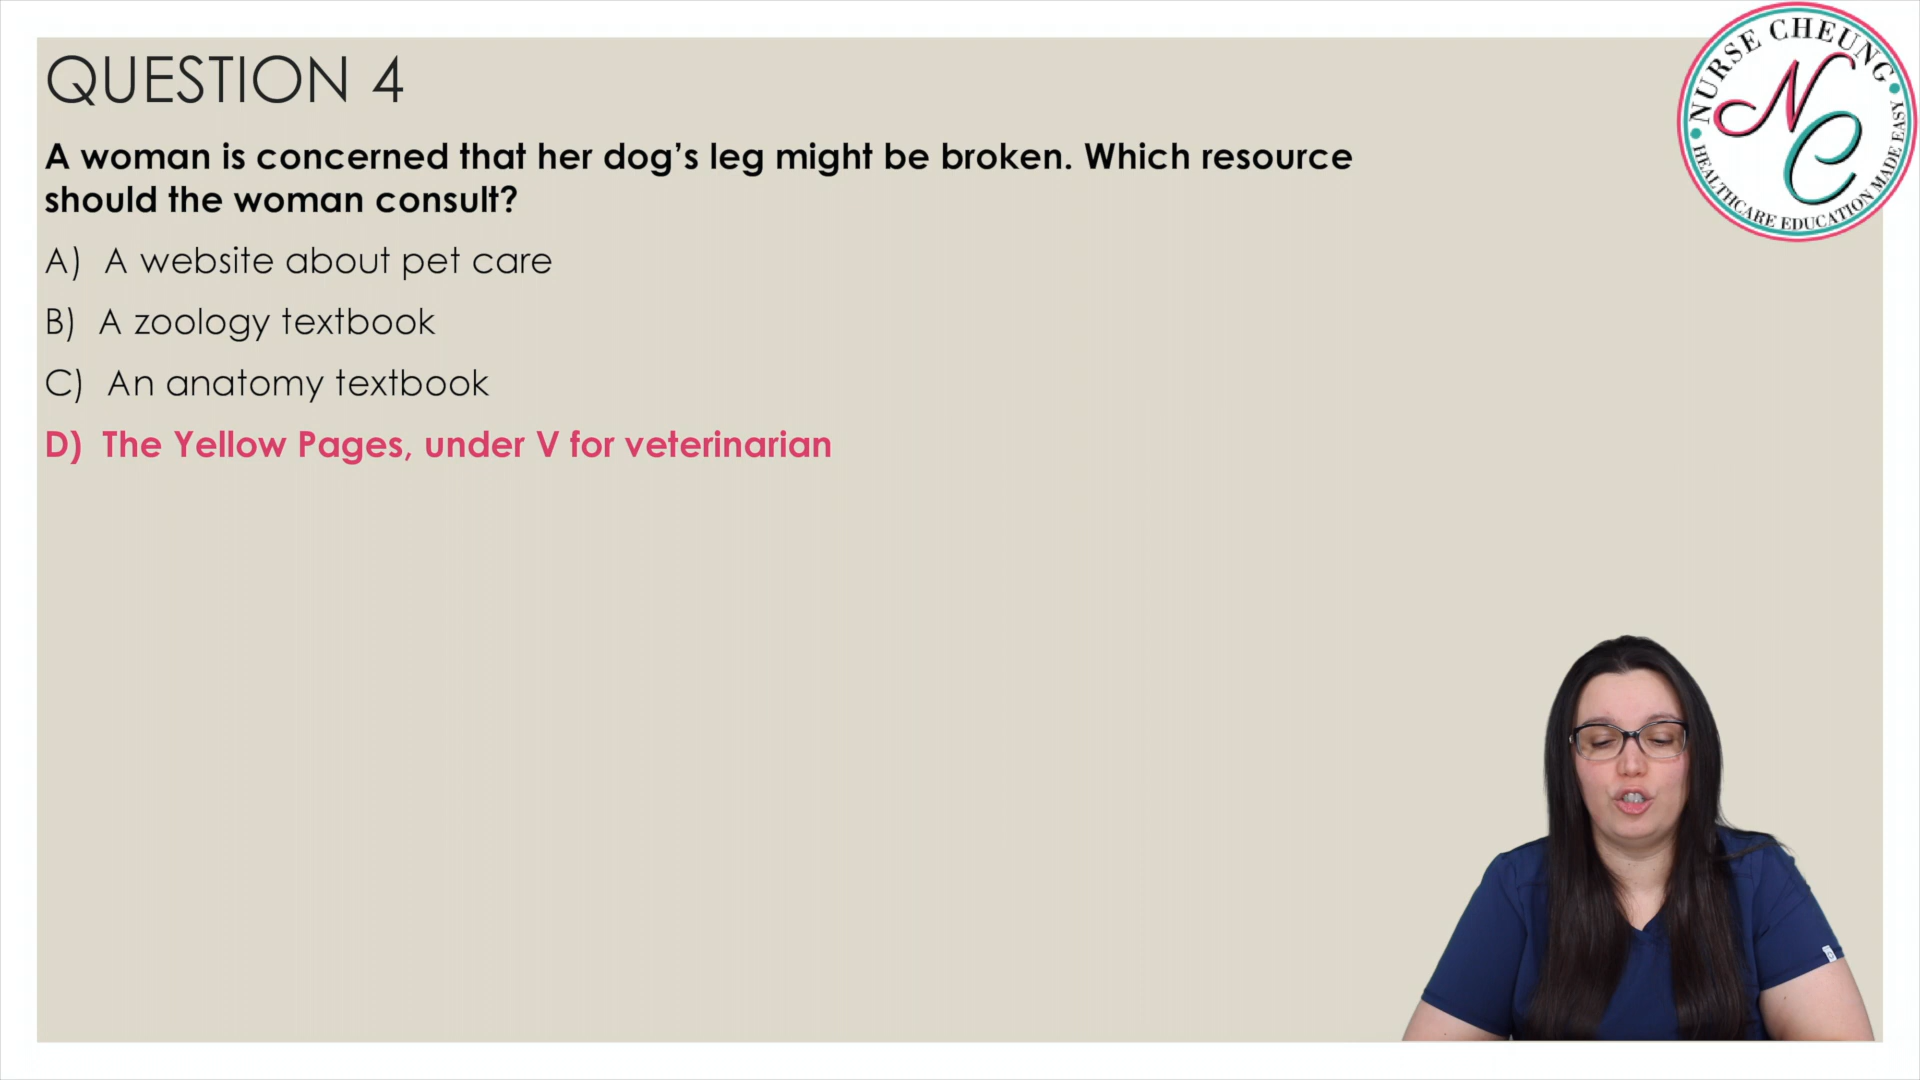 QUESTION 4
A woman is concerned that her dog’s leg might be broken. Which resource
should the woman consult?
A) A website about pet care
B) A zoology textbook
C) An anatomy textbook
D) The Yellow Pages, under V for veterinarian
NURSE CHEUNG
NC
HEALTHCARE EDUCATION MADE EASY